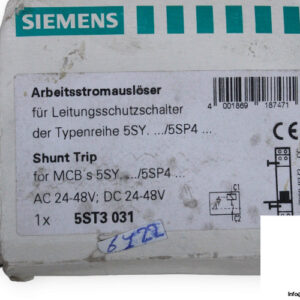 SIEMENS
Arbeitsstromauslöser
für Leitungsschutzschalter
der Typenreihe 5SY. .../5SP4 ...
Shunt Trip
for MCB´s 5SY. .../5SP4 ...
AC 24-48V; DC 24-48V
1x 5ST3 031
4 001869 187471
CE